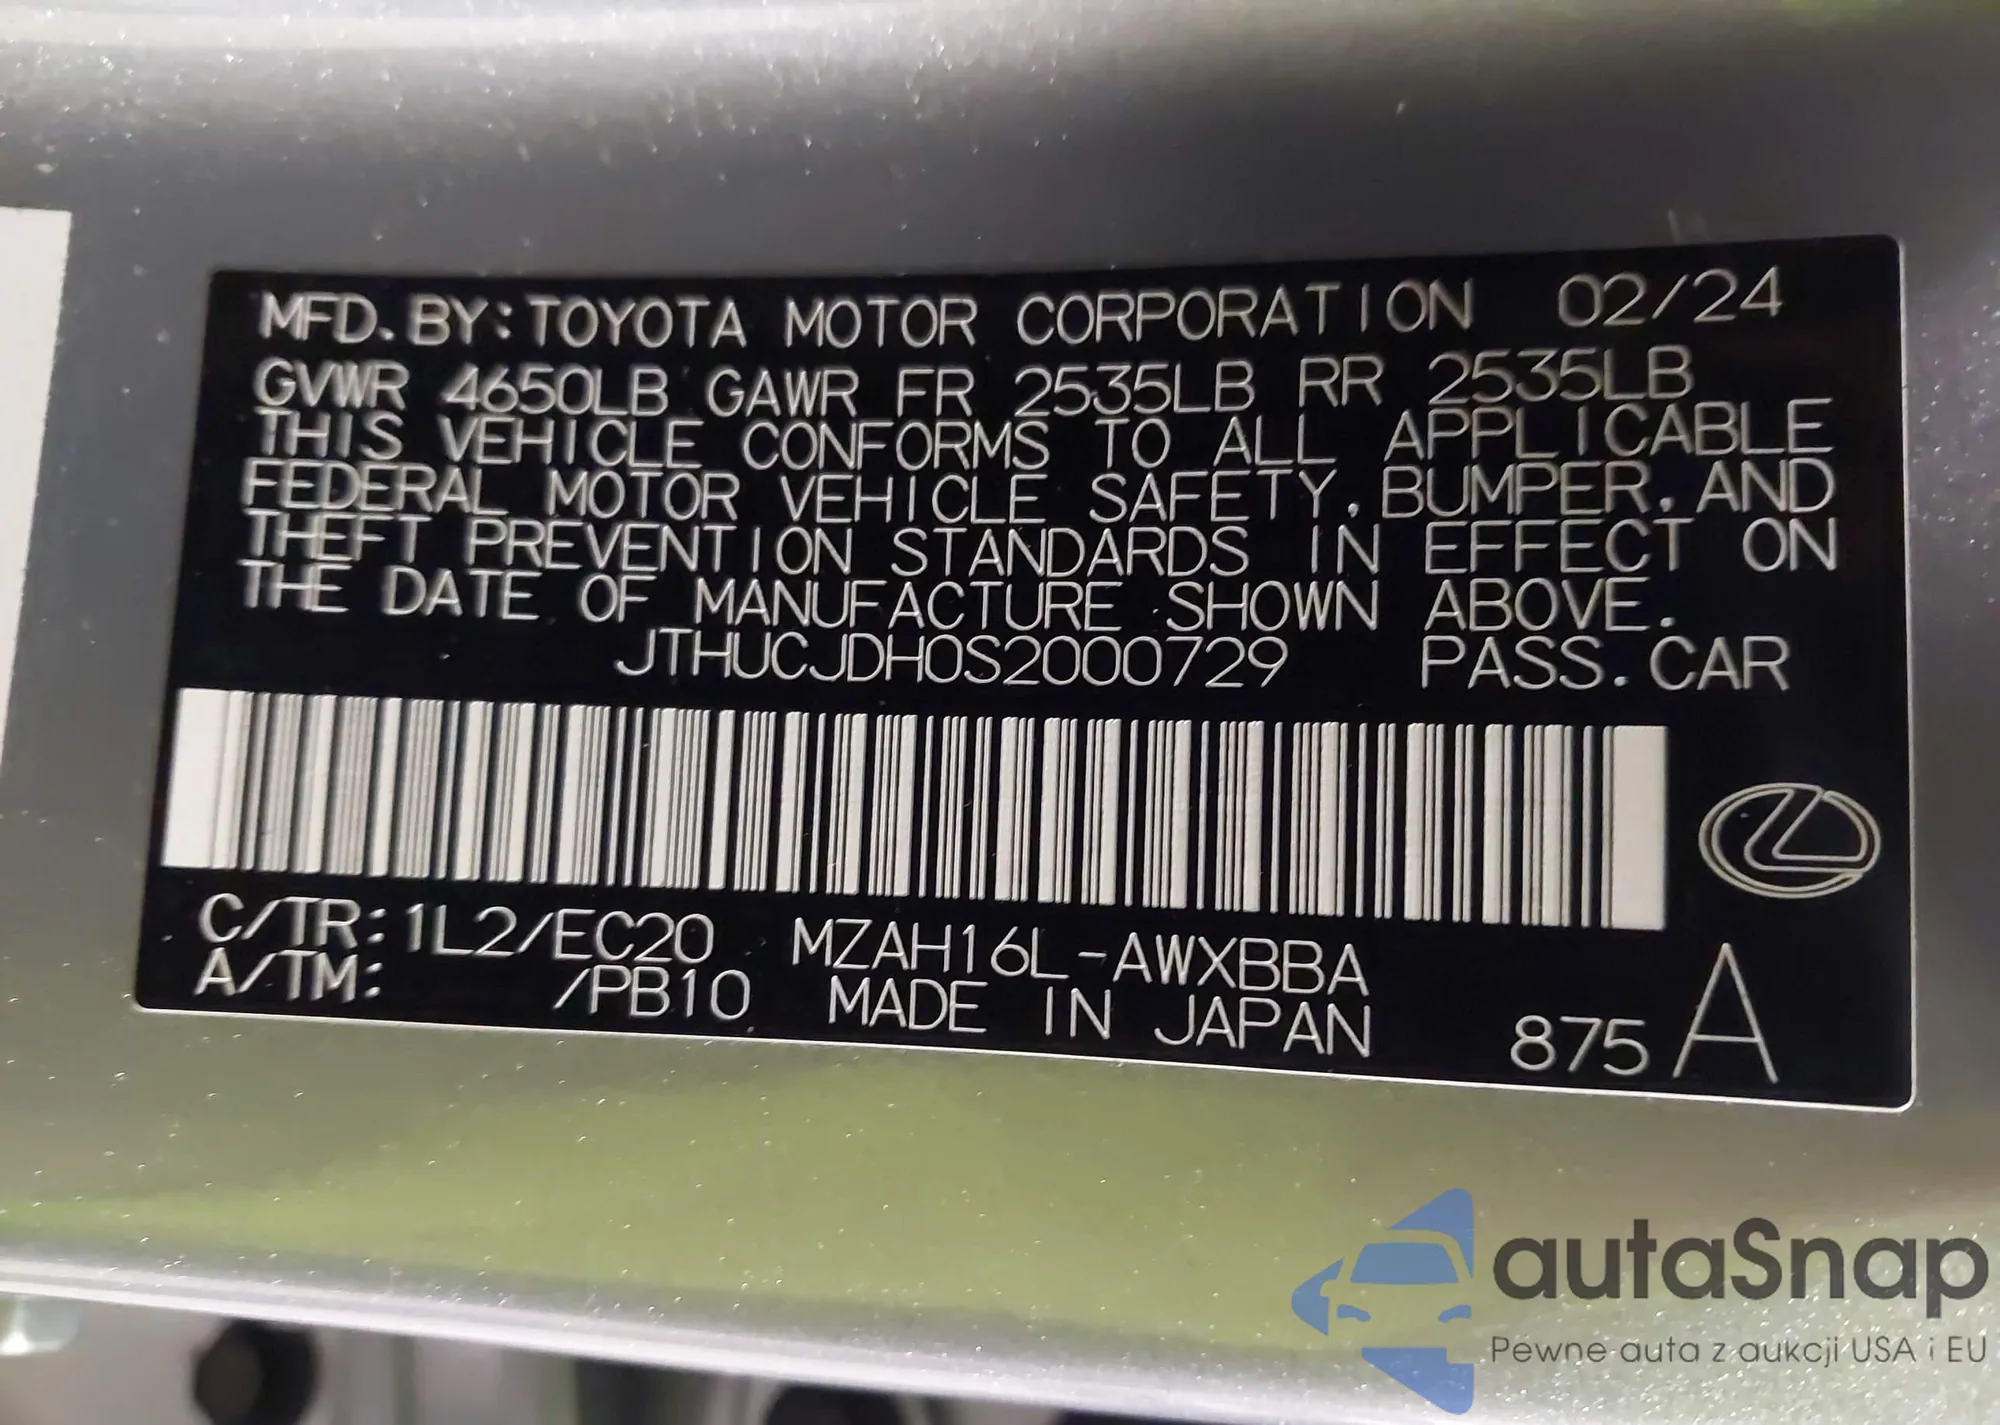 MFD. BY: TOYOTA MOTOR CORPORATION 02/24
GVWR 4650LB GAWR FR 2535LB RR 2535LB
THIS VEHICLE CONFORMS TO ALL APPLICABLE
FEDERAL MOTOR VEHICLE SAFETY, BUMPER, AND
THEFT PREVENTION STANDARDS IN EFFECT ON
THE DATE OF MANUFACTURE SHOWN ABOVE.
JTHUCJDH0S2000729 PASS. CAR
C/TR: 1L2/EC20 MZAH16L-AWXBBA
A/TM: /PB10 MADE IN JAPAN 875 A
autaSnap
Pewne auta z aukcji USA i EU